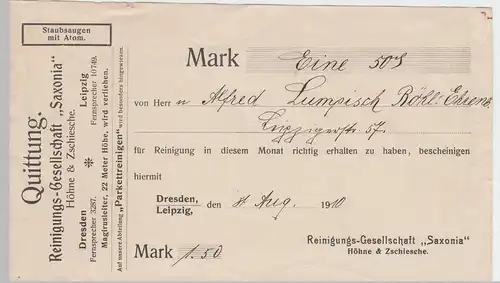 Staubsaugen
mit Atom.
Quittung.
Reinigungs-Gesellschaft „Saxonia"
Höhne & Zschiesche.
Dresden * Leipzig
Fernsprecher 3287. Fernsprecher 10749.
Magirusleiter, 22 Meter Höhe, wird verliehen.
Auf unsere Abteilung „Parkettreinigen" wird besonders hingewiesen.
Mark Eine 50
von Herrn Alfred Lumpisch
Leipzigerstr. 57.
für Reinigung in diesem Monat richtig erhalten zu haben, bescheinigen
hiermit
Dresden,
Leipzig, den Aug. 1910
Reinigungs-Gesellschaft „Saxonia"
Höhne & Zschiesche.
Mark 1.50